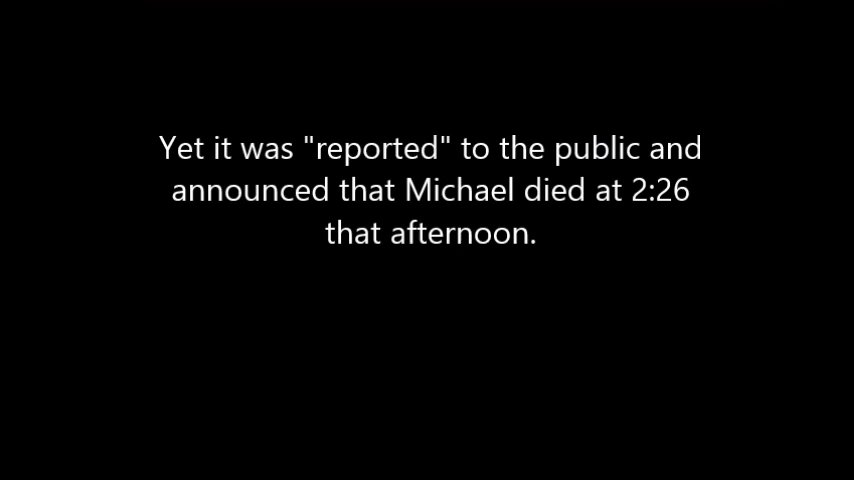 Yet it was "reported" to the public and
announced that Michael died at 2:26
that afternoon.